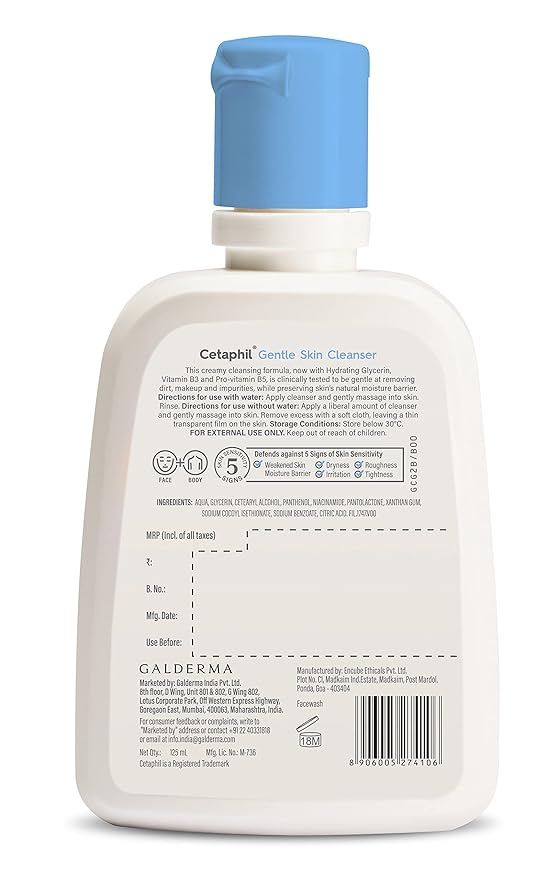 Cetaphil® Gentle Skin Cleanser
This creamy cleansing formula, now with Hydrating Glycerin,
Vitamin B3 and Pro-vitamin B5, is clinically tested to be gentle at removing
dirt, makeup and impurities, while preserving skin's natural moisture barrier.
Directions for use with water: Apply cleanser and gently massage into skin.
Rinse. Directions for use without water: Apply a liberal amount of cleanser
and gently massage into skin. Remove excess with a soft cloth, leaving a thin
transparent film on the skin. Storage Conditions: Store below 30°C.
FOR EXTERNAL USE ONLY. Keep out of reach of children.
FACE + BODY
SKIN SENSITIVITY 5 SIGNS
Defends against 5 Signs of Skin Sensitivity
Weakened Skin Moisture Barrier
Dryness
Roughness
Irritation
Tightness
GCG2B/B00
INGREDIENTS: AQUA, GLYCERIN, CETEARYL ALCOHOL, PANTHENOL, NIACINAMIDE, PANTOLACTONE, XANTHAN GUM,
SODIUM COCOYL ISETHIONATE, SODIUM BENZOATE, CITRIC ACID. FIL.1747V00
MRP (Incl. of all taxes)
₹:
B. No.:
Mfg. Date:
Use Before:
GALDERMA
Marketed by: Galderma India Pvt. Ltd.
8th floor, D Wing, Unit 801 & 802, G Wing 802,
Lotus Corporate Park, Off Western Express Highway,
Goregaon East, Mumbai, 400063, Maharashtra, India.
For consumer feedback or complaints, write to
"Marketed by" address or contact +91 22 40331818
or email at info.india@galderma.com
Net Qty.: 125 ml Mfg. Lic. No.: M-736
Cetaphil is a Registered Trademark
Manufactured by: Encube Ethicals Pvt. Ltd.
Plot No. C1, Madkaim Ind.Estate, Madkaim, Post Mardol,
Ponda, Goa - 403404
Facewash
18M
8 906005 274106